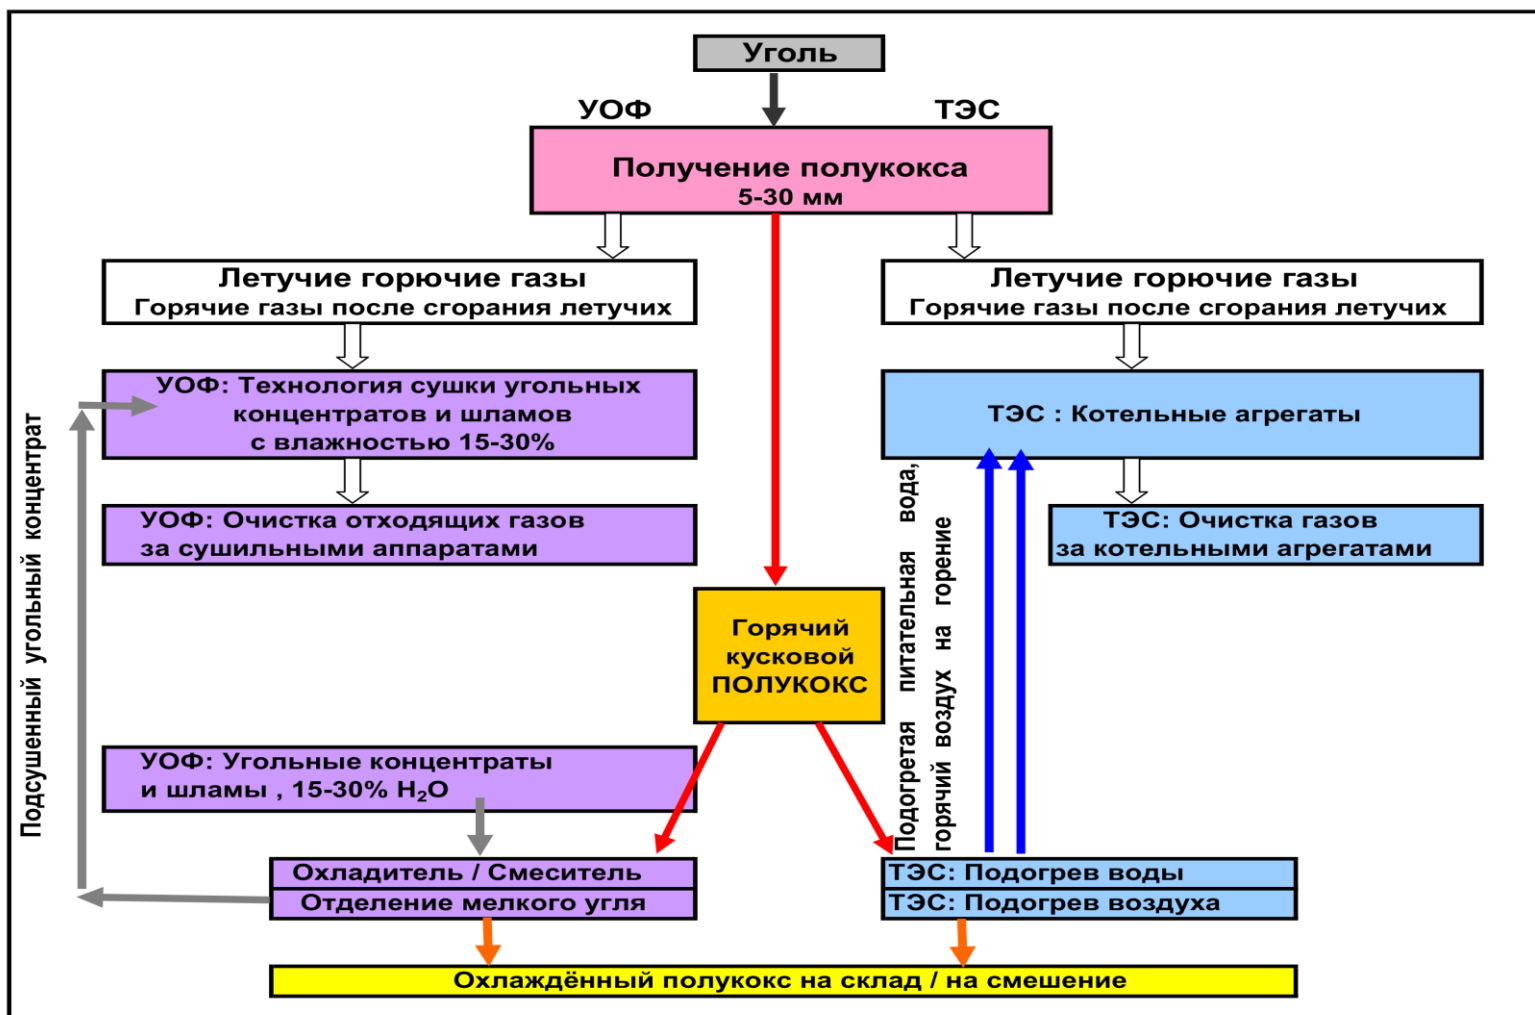 Уголь
УОФ
ТЭС
Получение полукокса
5-30 мм
Летучие горючие газы
Горячие газы после сгорания летучих
Летучие горючие газы
Горячие газы после сгорания летучих
УОФ: Технология сушки угольных
концентратов и шламов
с влажностью 15-30%
ТЭС : Котельные агрегаты
УОФ: Очистка отходящих газов
за сушильными аппаратами
ТЭС: Очистка газов
за котельными агрегатами
Подсушенный угольный концентрат
Подогретая питательная вода,
горячий воздух на горение
Горячий
кусковой
ПОЛУКОКС
УОФ: Угольные концентраты
и шламы , 15-30% H₂O
Охладитель / Смеситель
Отделение мелкого угля
ТЭС: Подогрев воды
ТЭС: Подогрев воздуха
Охлаждённый полукокс на склад / на смешение